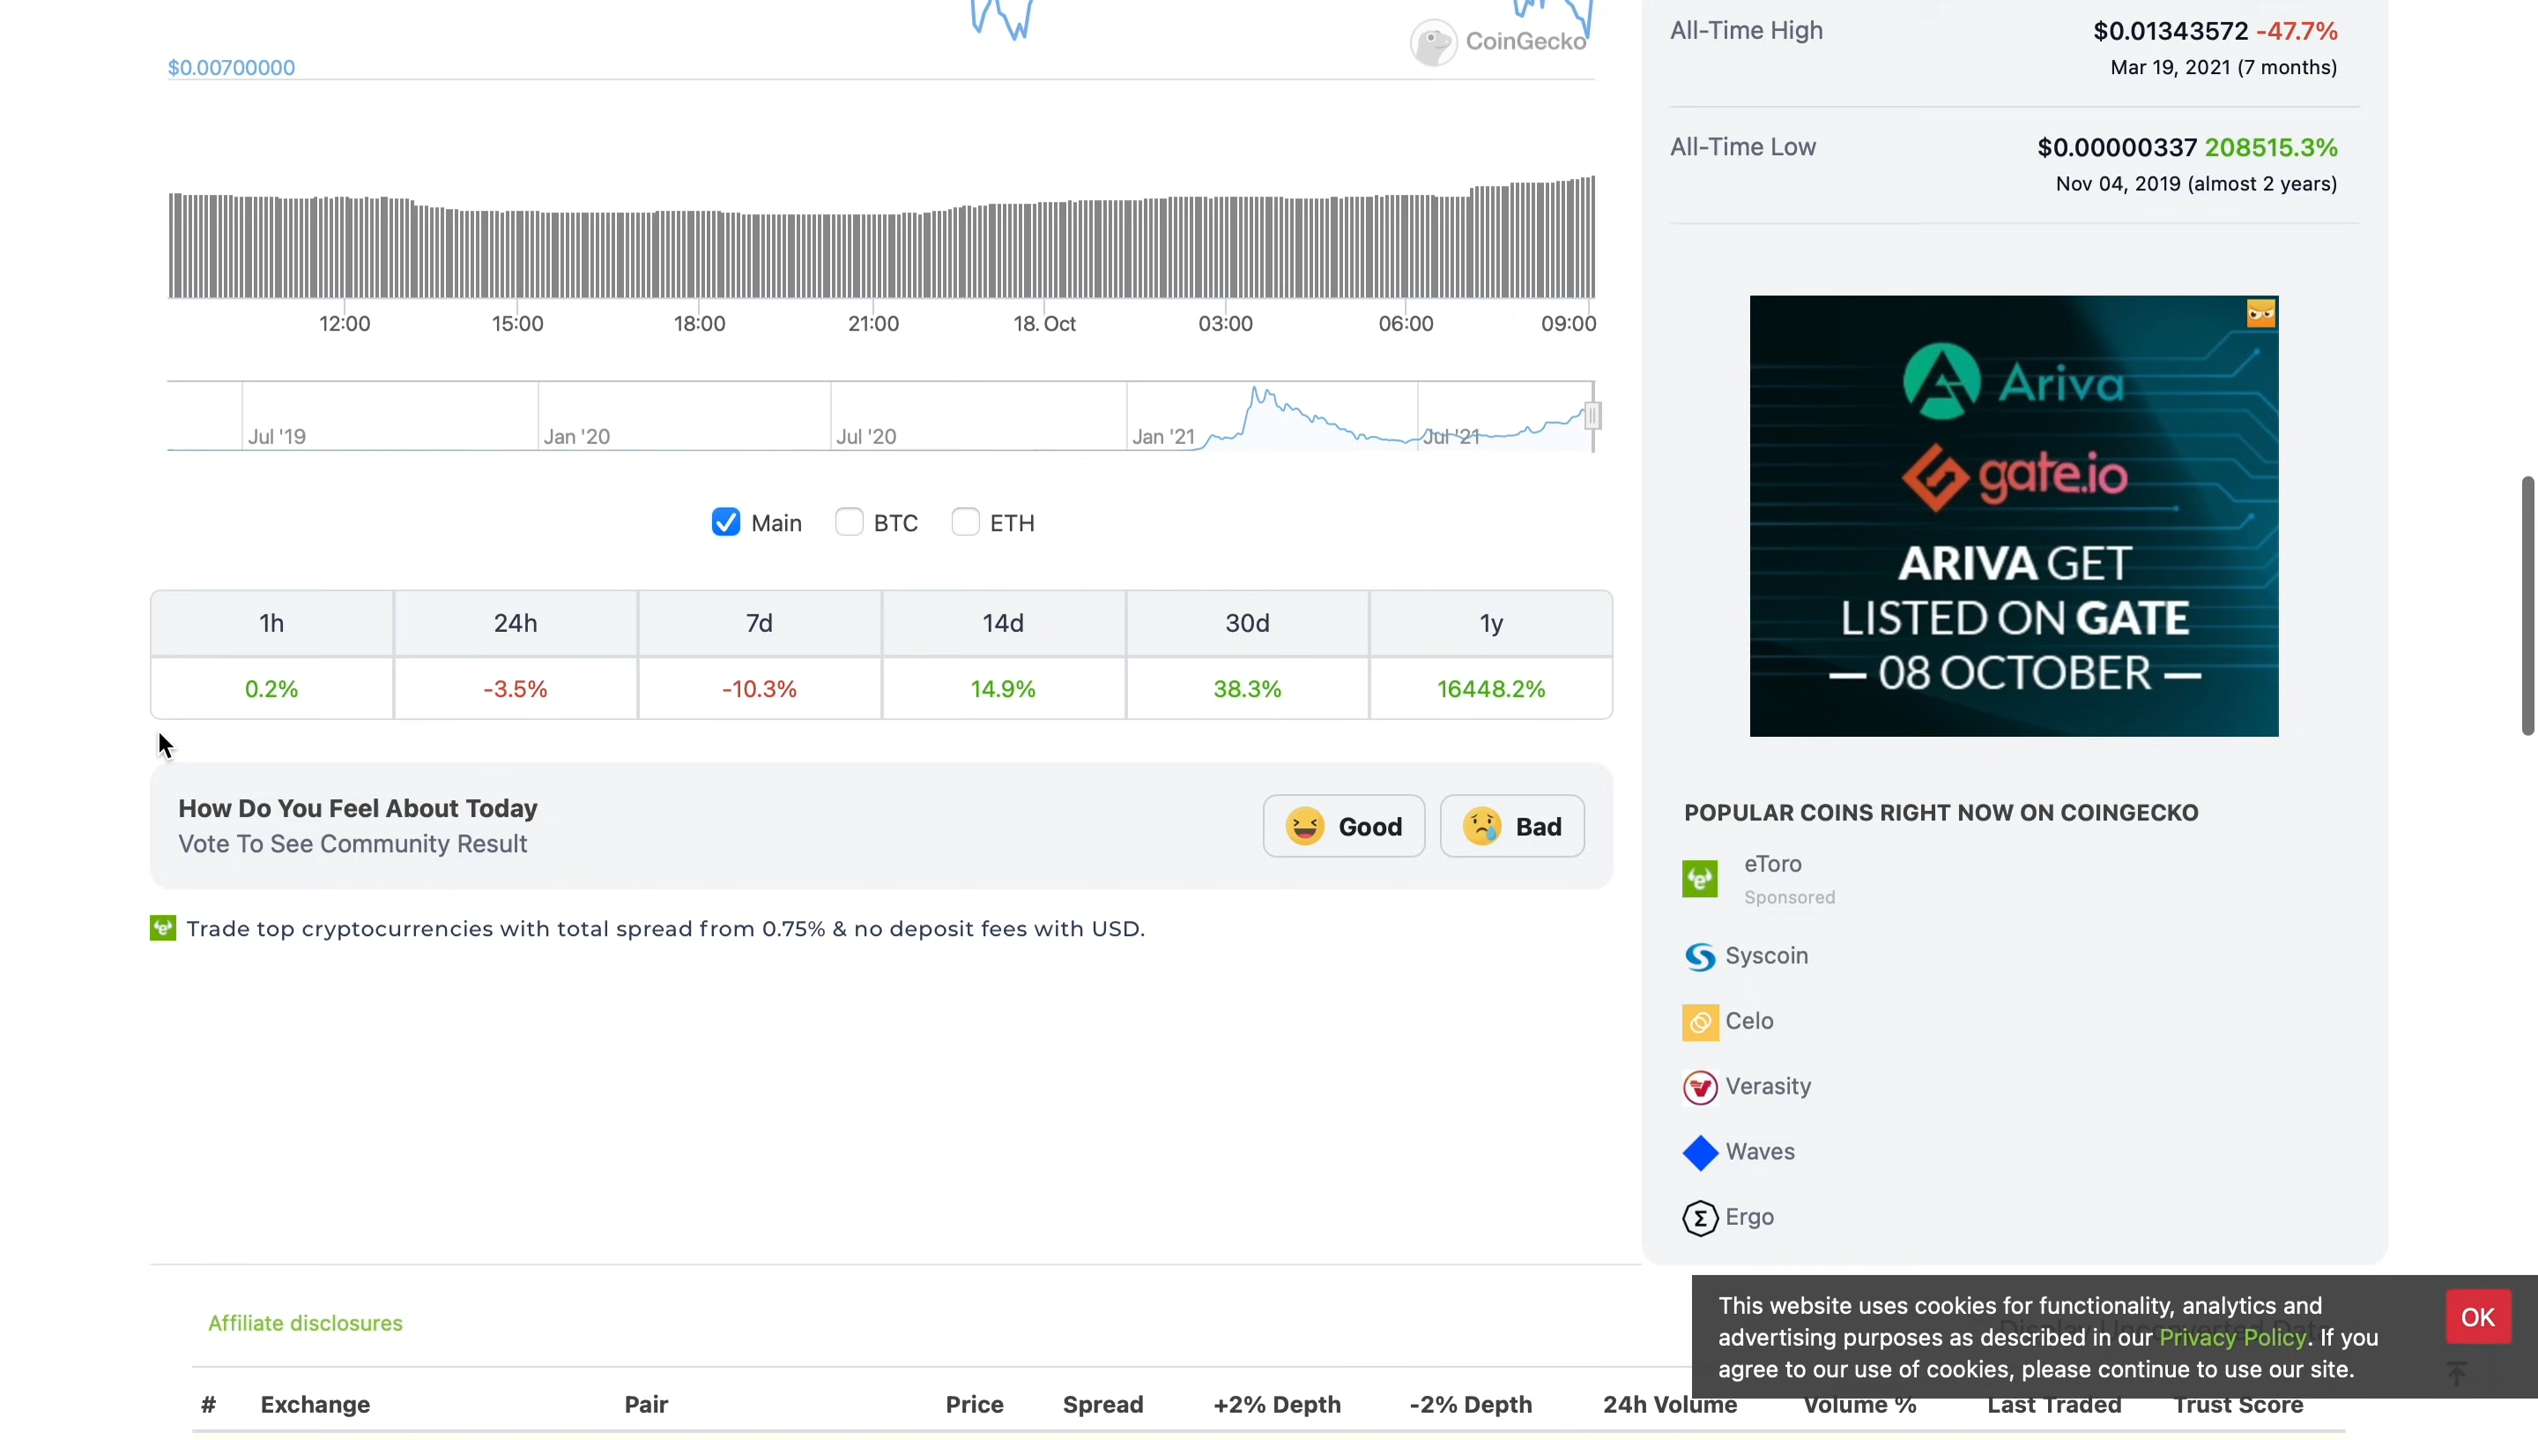 $0.00700000
CoinGecko
12:00 15:00 18:00 21:00 18. Oct 03:00 06:00 09:00
Jul '19 Jan '20 Jul '20 Jan '21 Jul '21
Main BTC ETH
1h 24h 7d 14d 30d 1y
0.2% -3.5% -10.3% 14.9% 38.3% 16448.2%
How Do You Feel About Today
Vote To See Community Result
Good Bad
Trade top cryptocurrencies with total spread from 0.75% & no deposit fees with USD.
All-Time High $0.01343572 -47.7%
Mar 19, 2021 (7 months)
All-Time Low $0.00000337 208515.3%
Nov 04, 2019 (almost 2 years)
Ariva
gate.io
ARIVA GET
LISTED ON GATE
— 08 OCTOBER —
POPULAR COINS RIGHT NOW ON COINGECKO
eToro
Sponsored
Syscoin
Celo
Verasity
Waves
Ergo
Affiliate disclosures
This website uses cookies for functionality, analytics and
advertising purposes as described in our Privacy Policy. If you
agree to our use of cookies, please continue to use our site.
OK
# Exchange Pair Price Spread +2% Depth -2% Depth 24h Volume Volume % Last Traded Trust Score